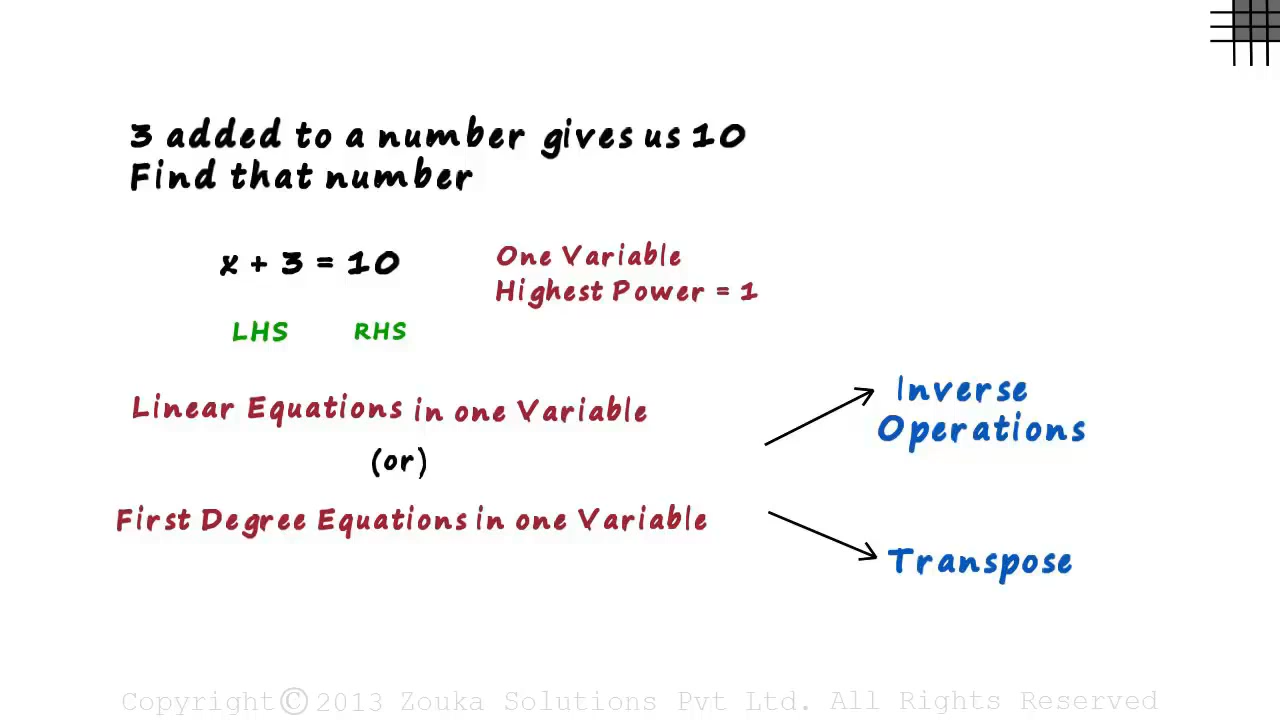 3 added to a number gives us 10
Find that number
x + 3 = 10
One Variable
Highest Power = 1
LHS
RHS
Linear Equations in one Variable
(or)
First Degree Equations in one Variable
Inverse
Operations
Transpose
Copyright© 2013 Zouka Solutions Pvt Ltd. All Rights Reserved